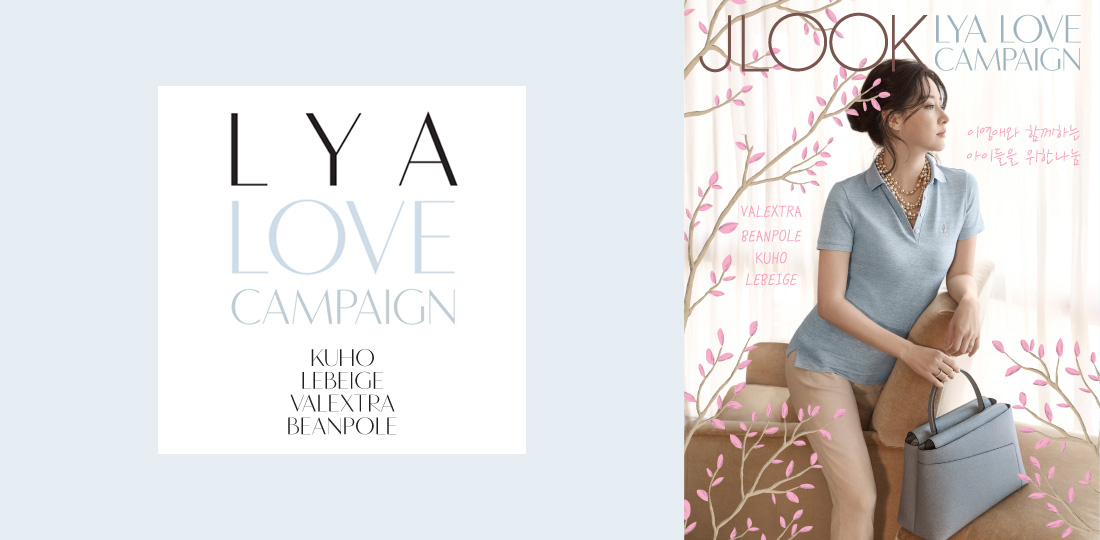 LYA
LOVE
CAMPAIGN
KUHO
LEBEIGE
VALEXTRA
BEANPOLE
JLOOK
LYA LOVE
CAMPAIGN
이영애와 함께하는
아이들을 위한나눔
VALEXTRA
BEANPOLE
KUHO
LEBEIGE